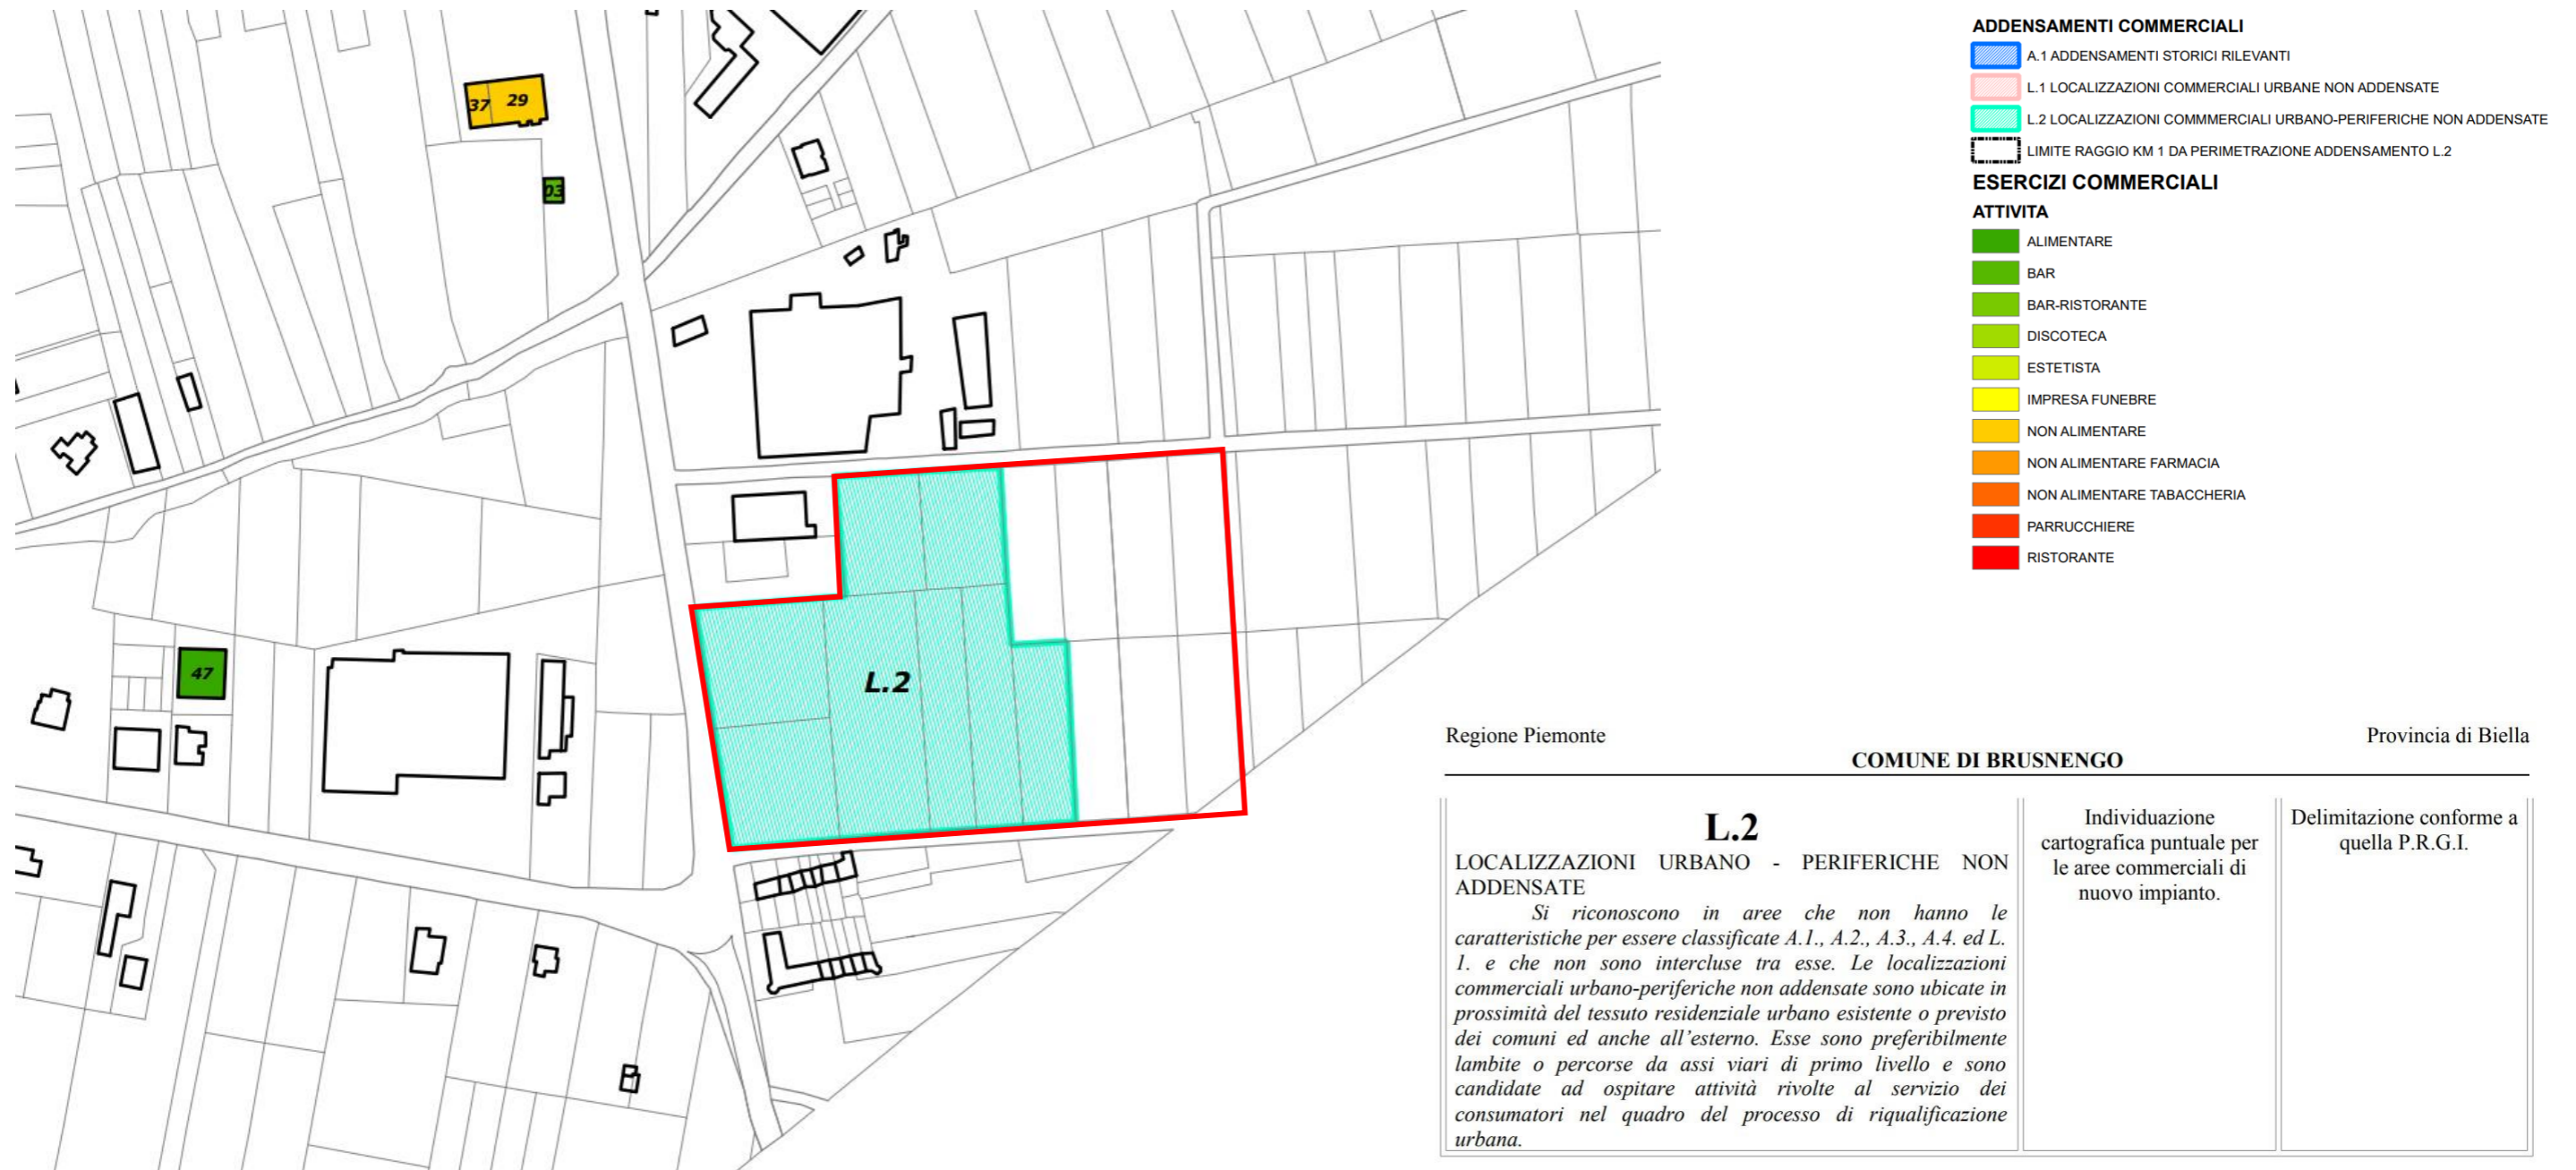 37 29
03
47
L.2
ADDENSAMENTI COMMERCIALI
A.1 ADDENSAMENTI STORICI RILEVANTI
L.1 LOCALIZZAZIONI COMMERCIALI URBANE NON ADDENSATE
L.2 LOCALIZZAZIONI COMMMERCIALI URBANO-PERIFERICHE NON ADDENSATE
LIMITE RAGGIO KM 1 DA PERIMETRAZIONE ADDENSAMENTO L.2
ESERCIZI COMMERCIALI
ATTIVITA
ALIMENTARE
BAR
BAR-RISTORANTE
DISCOTECA
ESTETISTA
IMPRESA FUNEBRE
NON ALIMENTARE
NON ALIMENTARE FARMACIA
NON ALIMENTARE TABACCHERIA
PARRUCCHIERE
RISTORANTE
Regione Piemonte Provincia di Biella
COMUNE DI BRUSNENGO
L.2
LOCALIZZAZIONI URBANO - PERIFERICHE NON
ADDENSATE
Si riconoscono in aree che non hanno le
caratteristiche per essere classificate A.1., A.2., A.3., A.4. ed L.
1. e che non sono intercluse tra esse. Le localizzazioni
commerciali urbano-periferiche non addensate sono ubicate in
prossimità del tessuto residenziale urbano esistente o previsto
dei comuni ed anche all'esterno. Esse sono preferibilmente
lambite o percorse da assi viari di primo livello e sono
candidate ad ospitare attività rivolte al servizio dei
consumatori nel quadro del processo di riqualificazione
urbana.
Individuazione
cartografica puntuale per
le aree commerciali di
nuovo impianto.
Delimitazione conforme a
quella P.R.G.I.